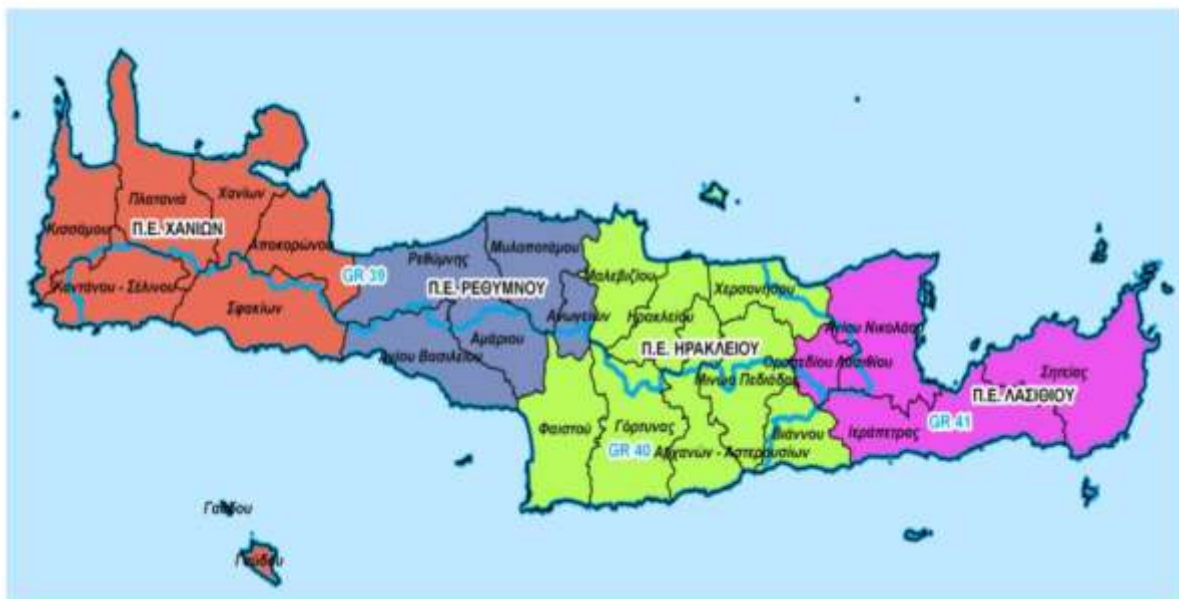 Πλατανιά
Χανίων
Κισσάμου
Π.Ε. ΧΑΝΙΩΝ
Αποκορώνου
Καντάνου - Σέλινου
Σφακίων
GR 39
Ρεθύμνης
Μυλοποτάμου
Π.Ε. ΡΕΘΥΜΝΟΥ
Ανωγείων
Αμαρίου
Αγίου Βασιλείου
Μαλεβιζίου
Χερσονήσου
Ηρακλείου
Π.Ε. ΗΡΑΚΛΕΙΟΥ
Μινώα Πεδιάδας
Φαιστού
Γόρτυνας
GR 40
Αρχανών - Αστερουσίων
Βιάννου
Αγίου Νικολάου
Οροπεδίου Λασιθίου
Σητείας
Π.Ε. ΛΑΣΙΘΙΟΥ
Ιεράπετρας
GR 41
Γαύδου
Γαύδου